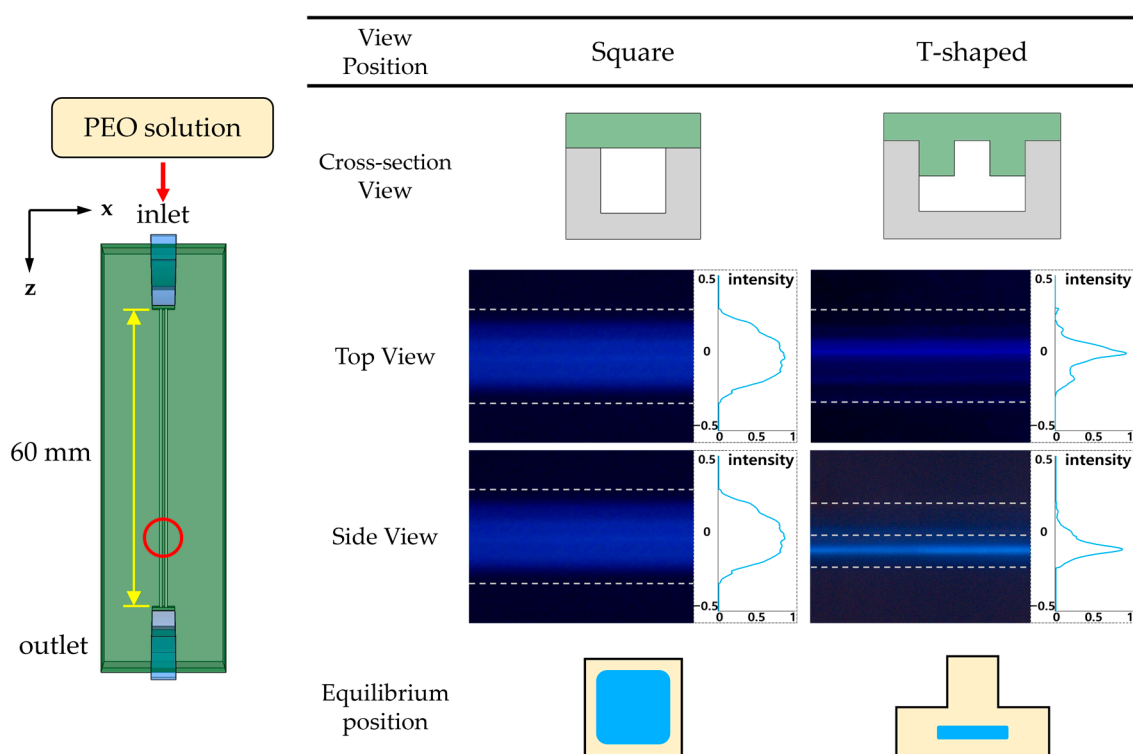 View
Position
Square
T-shaped
PEO solution
x
inlet
z
60 mm
outlet
Cross-section
View
Top View
0.5
intensity
0
−0.5
0
0.5
1
0.5
intensity
0
−0.5
0
0.5
1
Side View
0.5
intensity
0
−0.5
0
0.5
1
0.5
intensity
0
−0.5
0
0.5
1
Equilibrium
position